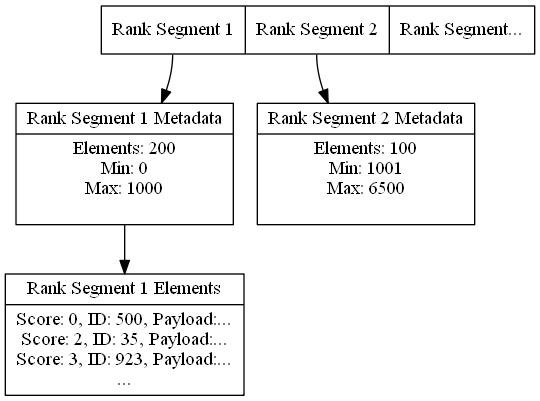 Rank Segment 1
Rank Segment 2
Rank Segment...
Rank Segment 1 Metadata
Elements: 200
Min: 0
Max: 1000
Rank Segment 2 Metadata
Elements: 100
Min: 1001
Max: 6500
Rank Segment 1 Elements
Score: 0, ID: 500, Payload:...
Score: 2, ID: 35, Payload:...
Score: 3, ID: 923, Payload:...
...